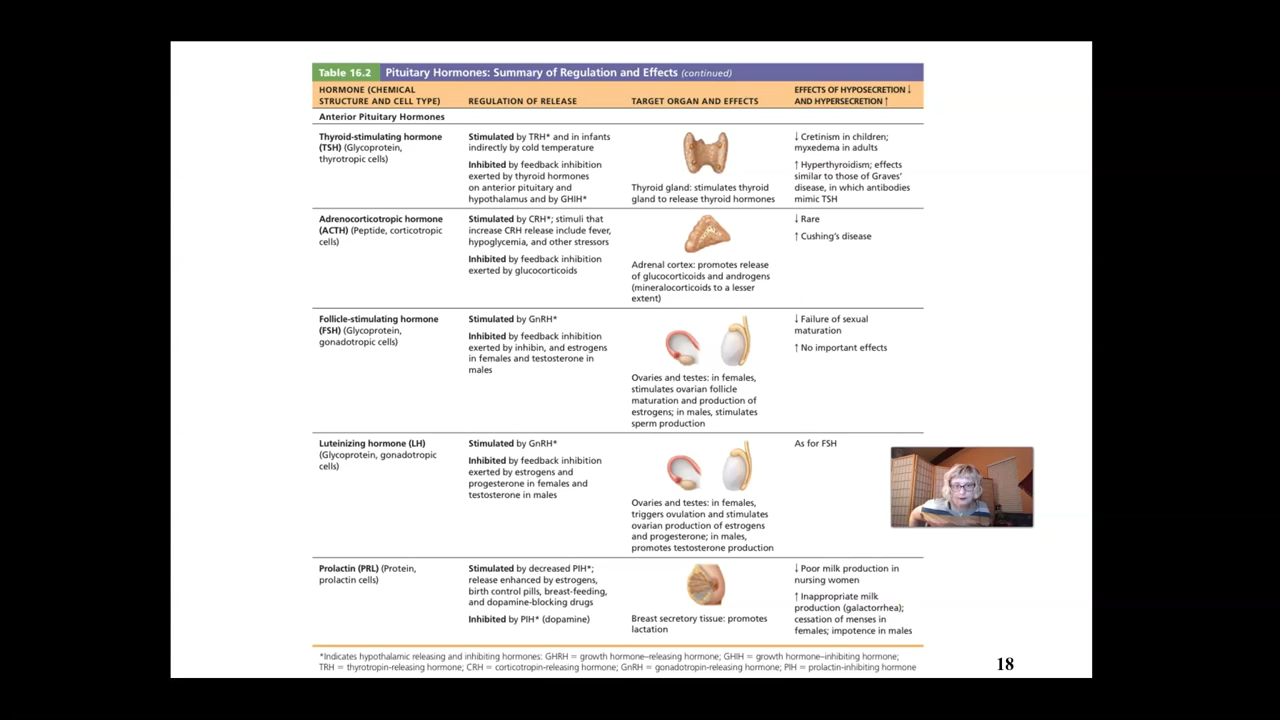 Table 16.2 Pituitary Hormones: Summary of Regulation and Effects (continued)
HORMONE (CHEMICAL
STRUCTURE AND CELL TYPE)
REGULATION OF RELEASE
TARGET ORGAN AND EFFECTS
EFFECTS OF HYPOSECRETION ↓
AND HYPERSECRETION ↑
Anterior Pituitary Hormones
Thyroid-stimulating hormone
(TSH) (Glycoprotein,
thyrotropic cells)
Stimulated by TRH* and in infants
indirectly by cold temperature
Inhibited by feedback inhibition
exerted by thyroid hormones
on anterior pituitary and
hypothalamus and by GHIH*
Thyroid gland: stimulates thyroid
gland to release thyroid hormones
↓ Cretinism in children;
myxedema in adults
↑ Hyperthyroidism; effects
similar to those of Graves'
disease, in which antibodies
mimic TSH
Adrenocorticotropic hormone
(ACTH) (Peptide, corticotropic
cells)
Stimulated by CRH*; stimuli that
increase CRH release include fever,
hypoglycemia, and other stressors
Inhibited by feedback inhibition
exerted by glucocorticoids
Adrenal cortex: promotes release
of glucocorticoids and androgens
(mineralocorticoids to a lesser
extent)
↓ Rare
↑ Cushing's disease
Follicle-stimulating hormone
(FSH) (Glycoprotein,
gonadotropic cells)
Stimulated by GnRH*
Inhibited by feedback inhibition
exerted by inhibin, and estrogens
in females and testosterone in
males
Ovaries and testes: in females,
stimulates ovarian follicle
maturation and production of
estrogens; in males, stimulates
sperm production
↓ Failure of sexual
maturation
↑ No important effects
Luteinizing hormone (LH)
(Glycoprotein, gonadotropic
cells)
Stimulated by GnRH*
Inhibited by feedback inhibition
exerted by estrogens and
progesterone in females and
testosterone in males
Ovaries and testes: in females,
triggers ovulation and stimulates
ovarian production of estrogens
and progesterone; in males,
promotes testosterone production
As for FSH
Prolactin (PRL) (Protein,
prolactin cells)
Stimulated by decreased PIH*;
release enhanced by estrogens,
birth control pills, breast-feeding,
and dopamine-blocking drugs
Inhibited by PIH* (dopamine)
Breast secretory tissue: promotes
lactation
↓ Poor milk production in
nursing women
↑ Inappropriate milk
production (galactorrhea);
cessation of menses in
females; impotence in males
*Indicates hypothalamic releasing and inhibiting hormones: GHRH = growth hormone–releasing hormone; GHIH = growth hormone–inhibiting hormone;
TRH = thyrotropin-releasing hormone; CRH = corticotropin-releasing hormone; GnRH = gonadotropin-releasing hormone; PIH = prolactin-inhibiting hormone
18